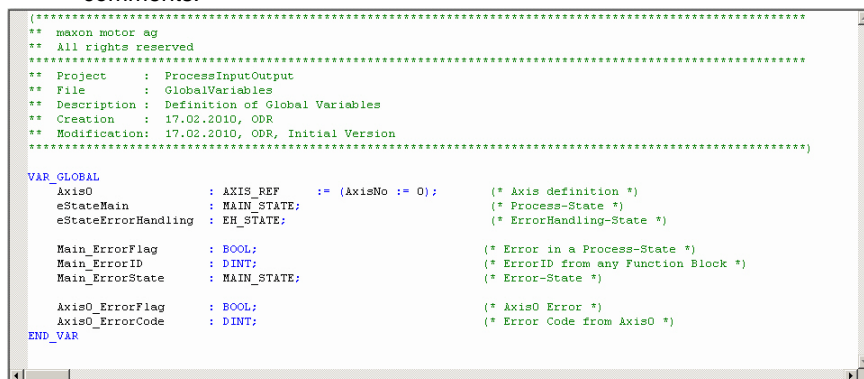 comments.
(******************************************************************************************************
**  maxon motor ag
**  All rights reserved
*******************************************************************************************************
**  Project     :  ProcessInputOutput
**  File        :  GlobalVariables
**  Description :  Definition of Global Variables
**  Creation    :  17.02.2010, ODR
**  Modification:  17.02.2010, ODR, Initial Version
*******************************************************************************************************)
VAR_GLOBAL
    Axis0               : AXIS_REF     := (AxisNo := 0);       (* Axis definition *)
    eStateMain          : MAIN_STATE;                          (* Process-State *)
    eStateErrorHandling : EH_STATE;                            (* ErrorHandling-State *)
    Main_ErrorFlag      : BOOL;                               (* Error in a Process-State *)
    Main_ErrorID        : DINT;                               (* ErrorID from any Function Block *)
    Main_ErrorState     : MAIN_STATE;                         (* Error-State *)
    Axis0_ErrorFlag     : BOOL;                               (* Axis0 Error *)
    Axis0_ErrorCode     : DINT;                               (* Error Code from Axis0 *)
END_VAR